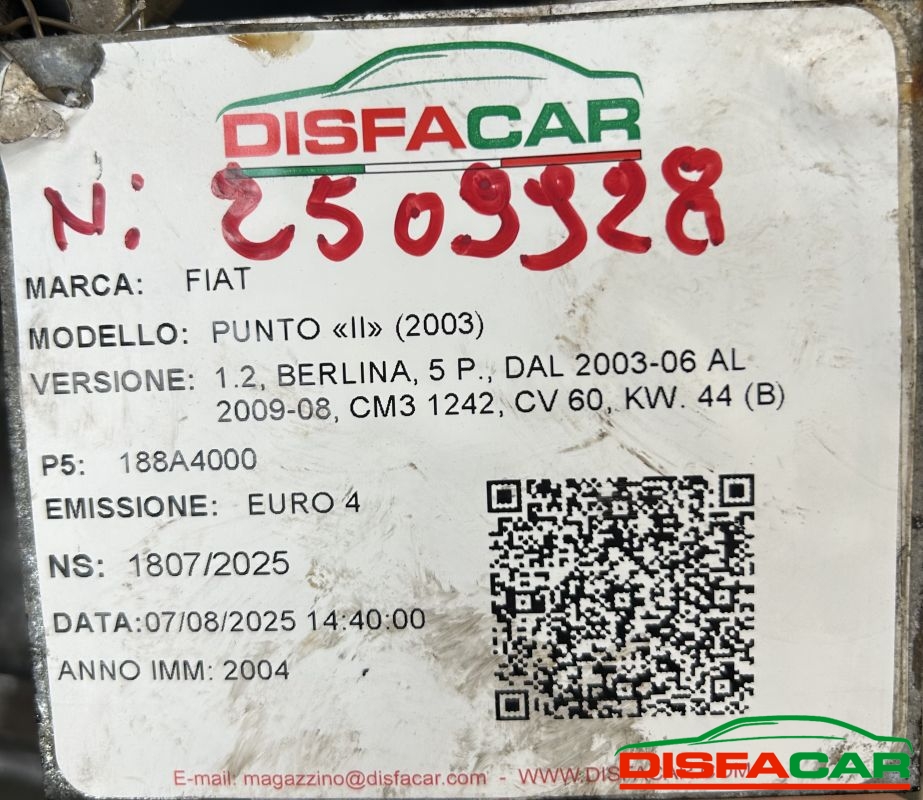 DISFACAR
N: 2509928
MARCA: FIAT
MODELLO: PUNTO «II» (2003)
VERSIONE: 1.2, BERLINA, 5 P., DAL 2003-06 AL
2009-08, CM3 1242, CV 60, KW. 44 (B)
P5: 188A4000
EMISSIONE: EURO 4
NS: 1807/2025
DATA:07/08/2025 14:40:00
ANNO IMM: 2004
E-mail: magazzino@disfacar.com -
DISFACAR